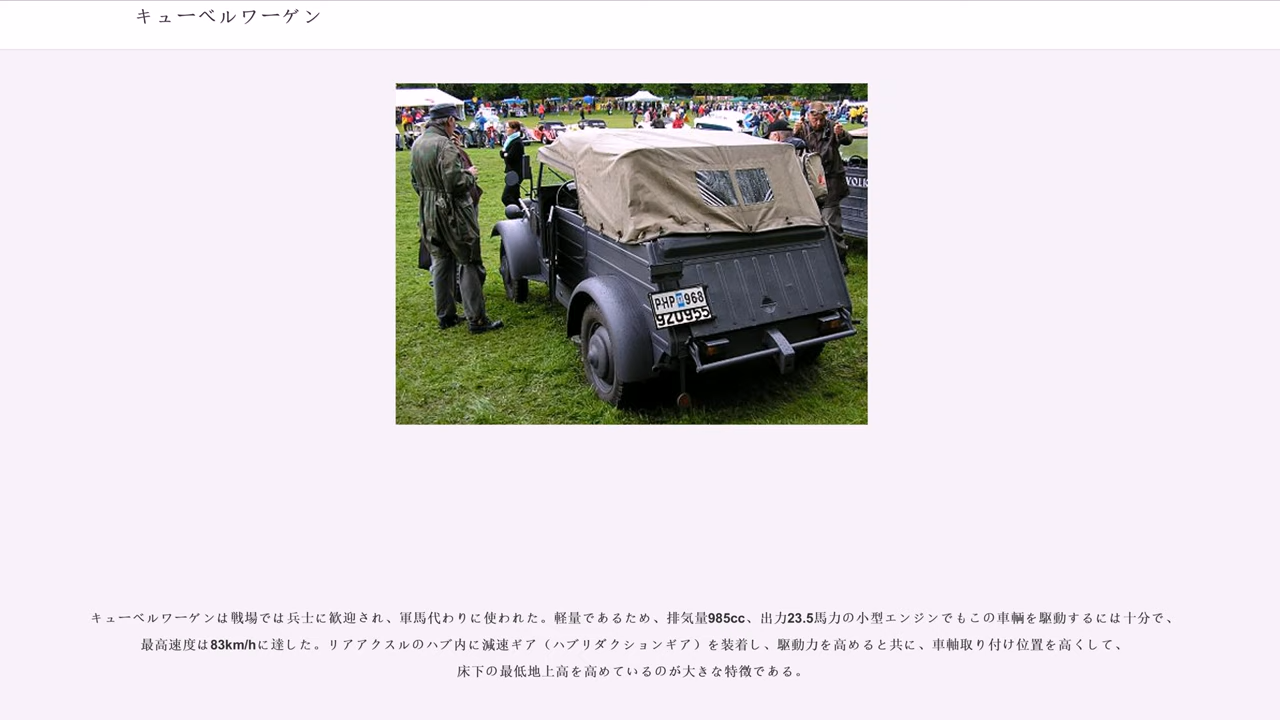 キューベルワーゲン
VOLK
PHP 968
920955
キューベルワーゲンは戦場では兵士に歓迎され、軍馬代わりに使われた。軽量であるため、排気量985cc、出力23.5馬力の小型エンジンでもこの車輌を駆動するには十分で、
最高速度は83km/hに達した。リアアクスルのハブ内に減速ギア（ハブリダクションギア）を装着し、駆動力を高めると共に、車軸取り付け位置を高くして、
床下の最低地上高を高めているのが大きな特徴である。